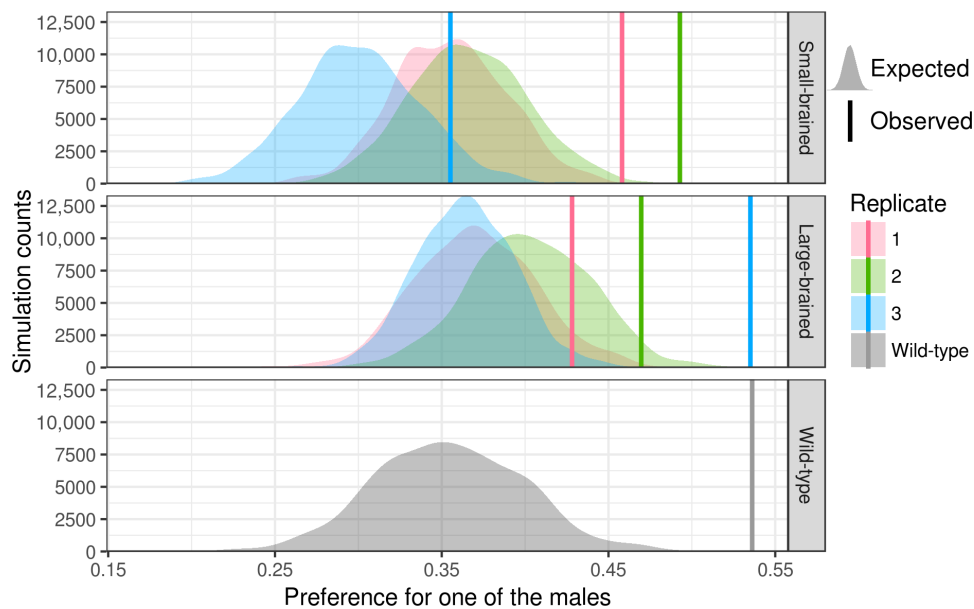 12,500
10,000
7500
5000
2500
0
Small-brained
12,500
10,000
7500
5000
2500
0
Large-brained
12,500
10,000
7500
5000
2500
0
Wild-type
0.15 0.25 0.35 0.45 0.55
Simulation counts
Preference for one of the males
Expected
Observed
Replicate
1
2
3
Wild-type